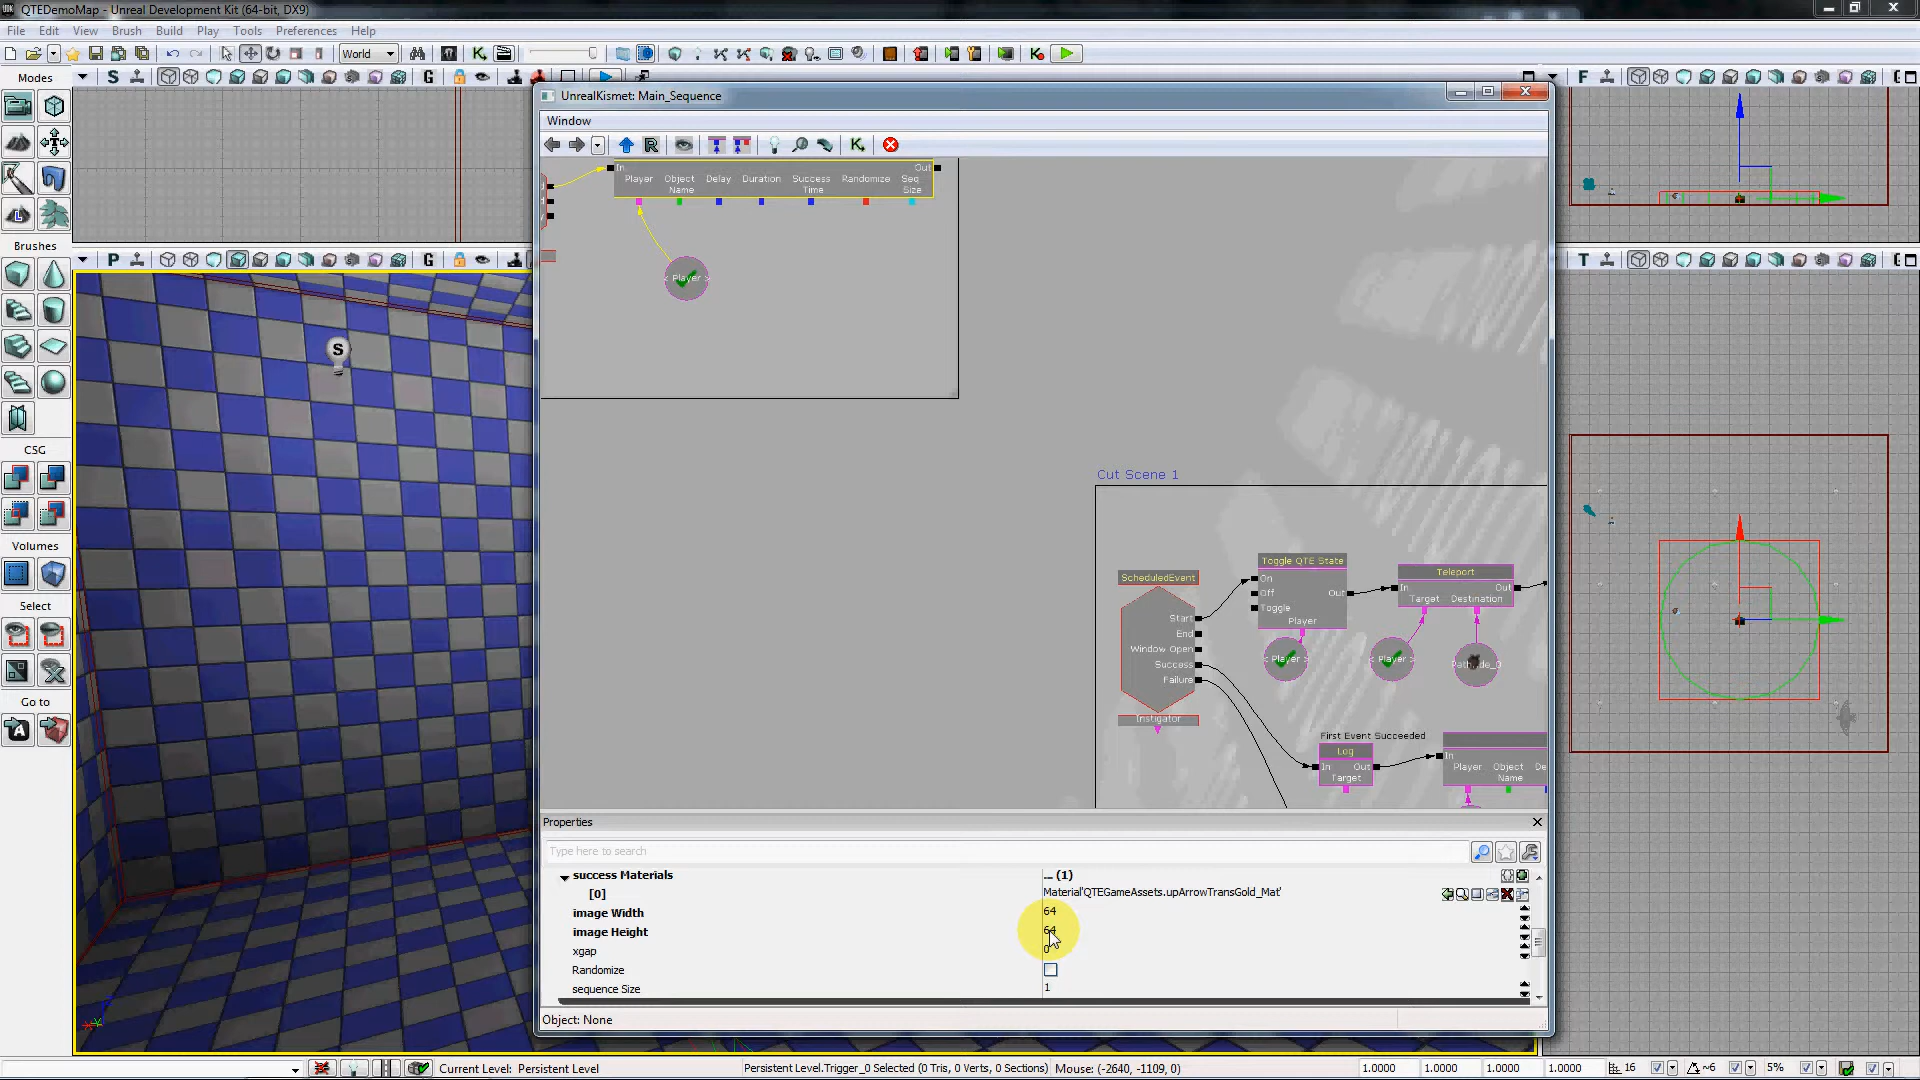 QTEDemoMap - Unreal Development Kit (64-bit, DX9)
File Edit View Brush Build Play Tools Preferences Help
World
Modes
S
G
F
UnrealKismet: Main_Sequence
Window
In Out
Player Object Name Delay Duration Success Time Randomize Seq Size
< Player >
Brushes
P
G
T
S
CSG
Volumes
Select
Go to
Cut Scene 1
Toggle QTE State
On
Off Out
Toggle
Player
< Player >
ScheduledEvent
Start
End
Window Open
Success
Failure
Instigator
Teleport
In Out
Target Destination
< Player >
First Event Succeeded
Log
In Out
Target
In
Player Object Name De
Properties
Type here to search
success Materials ... (1)
[0] Material'QTEGameAssets.upArrowTransGold_Mat'
image Width 64
image Height 64
xgap 0
Randomize
sequence Size 1
Object: None
Current Level: Persistent Level
Persistent Level.Trigger_0 Selected (0 Tris, 0 Verts, 0 Sections)
Mouse: (-2640, -1109, 0)
1.0000 1.0000 1.0000 1.0000
16
~6
5%